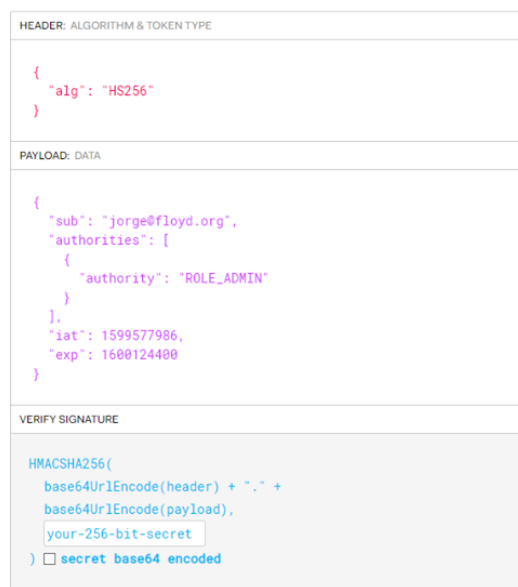 HEADER: ALGORITHM & TOKEN TYPE
{
"alg": "HS256"
}
PAYLOAD: DATA
{
"sub": "jorge@floyd.org",
"authorities": [
{
"authority": "ROLE_ADMIN"
}
],
"iat": 1599577986,
"exp": 1600124400
}
VERIFY SIGNATURE
HMACSHA256(
base64UrlEncode(header) + "." +
base64UrlEncode(payload),
your-256-bit-secret
) secret base64 encoded